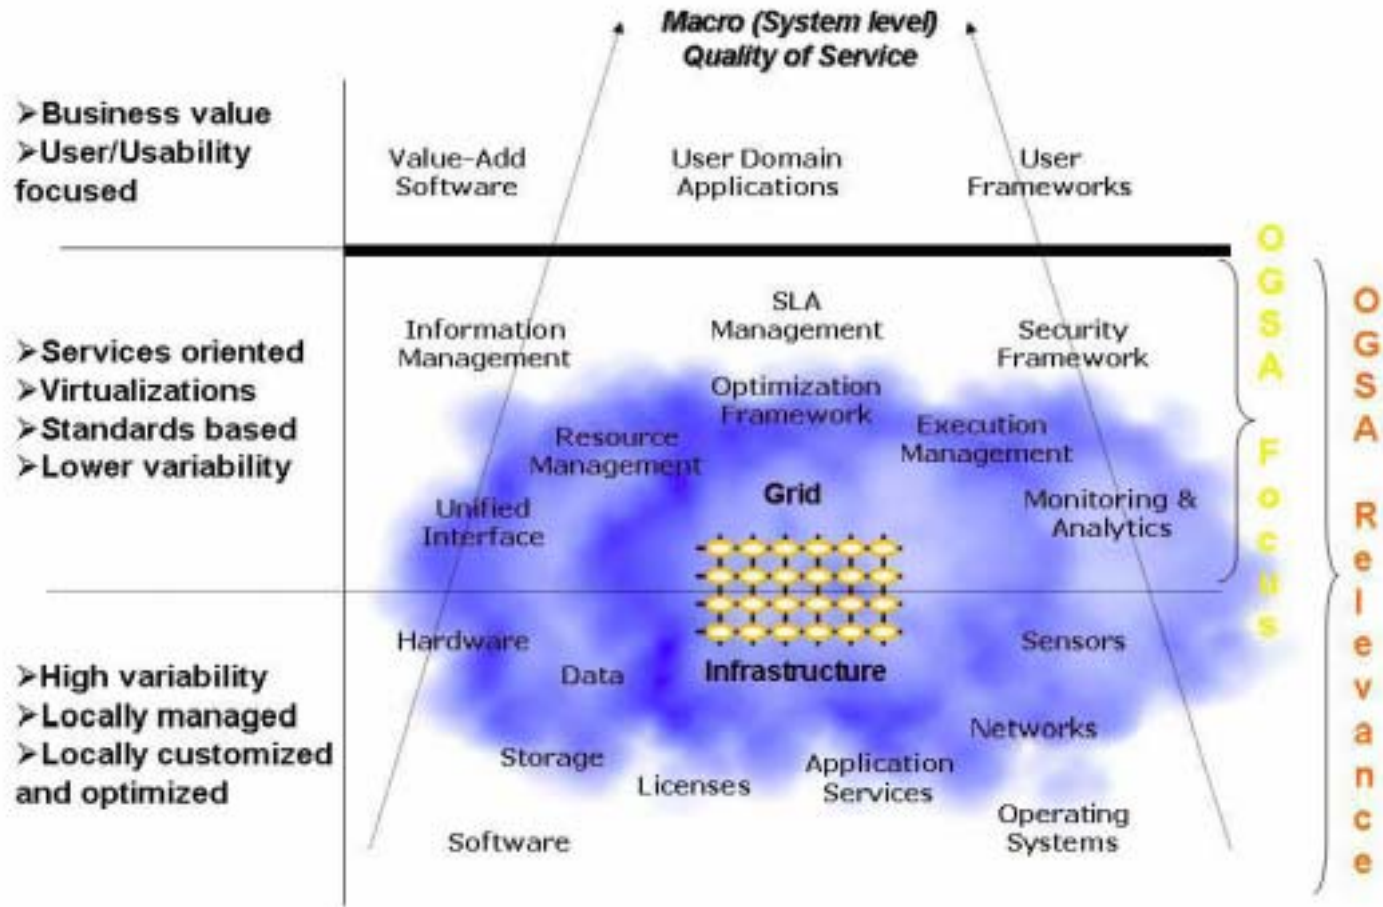 Macro (System level)
Quality of Service
➢Business value
➢User/Usability
focused
Value-Add
Software
User Domain
Applications
User
Frameworks
➢Services oriented
➢Virtualizations
➢Standards based
➢Lower variability
Information
Management
SLA
Management
Security
Framework
Optimization
Framework
Resource
Management
Execution
Management
Unified
Interface
Grid
Monitoring &
Analytics
➢High variability
➢Locally managed
➢Locally customized
and optimized
Hardware
Data
Infrastructure
Sensors
Storage
Licenses
Application
Services
Networks
Software
Operating
Systems
OGSA Focus
OGSA Relevance